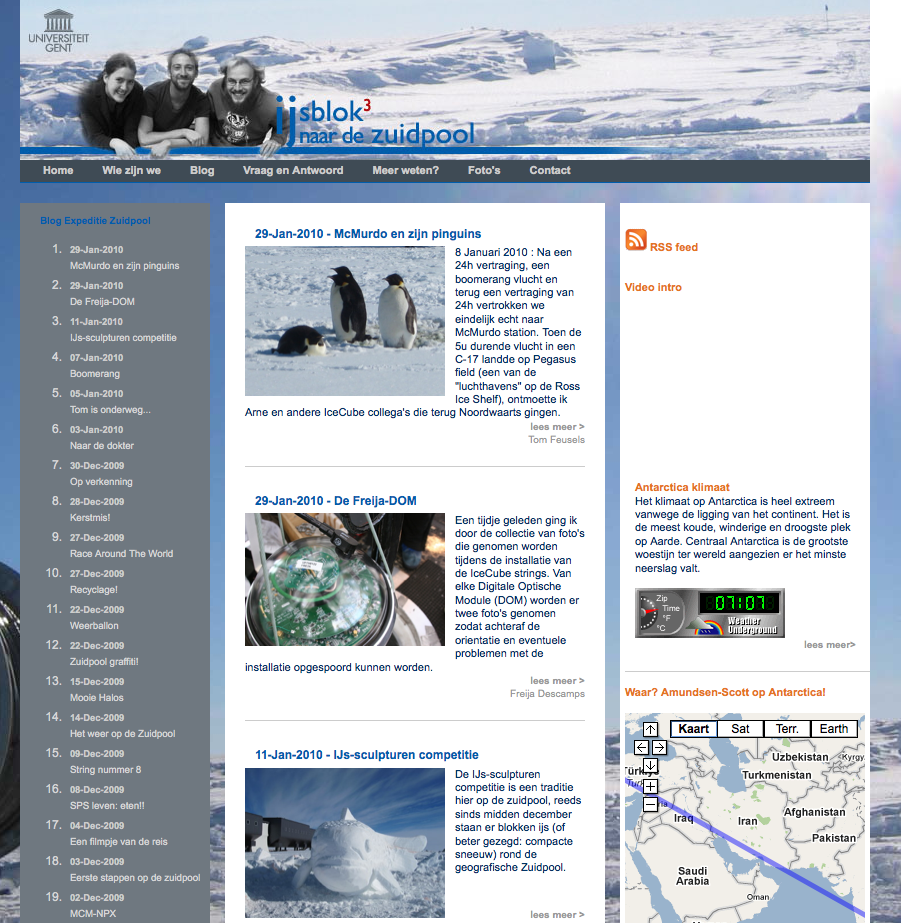 UNIVERSITEIT
GENT
ijsblok3
naar de zuidpool
Home Wie zijn we Blog Vraag en Antwoord Meer weten? Foto's Contact
Blog Expeditie Zuidpool
1. 29-Jan-2010
McMurdo en zijn pinguins
2. 29-Jan-2010
De Freija-DOM
3. 11-Jan-2010
IJs-sculpturen competitie
4. 07-Jan-2010
Boomerang
5. 05-Jan-2010
Tom is onderweg...
6. 03-Jan-2010
Naar de dokter
7. 30-Dec-2009
Op verkenning
8. 28-Dec-2009
Kerstmis!
9. 27-Dec-2009
Race Around The World
10. 27-Dec-2009
Recyclage!
11. 22-Dec-2009
Weerballon
12. 22-Dec-2009
Zuidpool graffiti!
13. 15-Dec-2009
Mooie Halos
14. 14-Dec-2009
Het weer op de Zuidpool
15. 09-Dec-2009
String nummer 8
16. 08-Dec-2009
SPS leven: eten!!
17. 04-Dec-2009
Een filmpje van de reis
18. 03-Dec-2009
Eerste stappen op de zuidpool
19. 02-Dec-2009
MCM-NPX
29-Jan-2010 - McMurdo en zijn pinguins
8 Januari 2010 : Na een
24h vertraging, een
boomerang vlucht en
terug een vertraging van
24h vertrokken we
eindelijk echt naar
McMurdo station. Toen de
5u durende vlucht in een
C-17 landde op Pegasus
field (een van de
"luchthavens" op de Ross
Ice Shelf), ontmoette ik
Arne en andere IceCube collega's die terug Noordwaarts gingen.
lees meer >
Tom Feusels
29-Jan-2010 - De Freija-DOM
Een tijdje geleden ging ik
door de collectie van foto's
die genomen worden
tijdens de installatie van
de IceCube strings. Van
elke Digitale Optische
Module (DOM) worden er
twee foto's genomen
zodat achteraf de
orientatie en eventuele
problemen met de
installatie opgespoord kunnen worden.
lees meer >
Freija Descamps
11-Jan-2010 - IJs-sculpturen competitie
De IJs-sculpturen
competitie is een traditie
hier op de zuidpool, reeds
sinds midden december
staan er blokken ijs (of
beter gezegd: compacte
sneeuw) rond de
geografische Zuidpool.
lees meer >
RSS feed
Video intro
Antarctica klimaat
Het klimaat op Antarctica is heel extreem
vanwege de ligging van het continent. Het is
de meest koude, winderige en droogste plek
op Aarde. Centraal Antarctica is de grootste
woestijn ter wereld aangezien er het minste
neerslag valt.
Zip
Time
°F
°C
07:07
Weather
Underground
lees meer>
Waar? Amundsen-Scott op Antarctica!
Kaart Sat Terr. Earth
Uzbekistan
Kyrgy
Turkmenistan
Afghanistan
Iraq
Iran
Pakistan
Saudi
Arabia
Oman